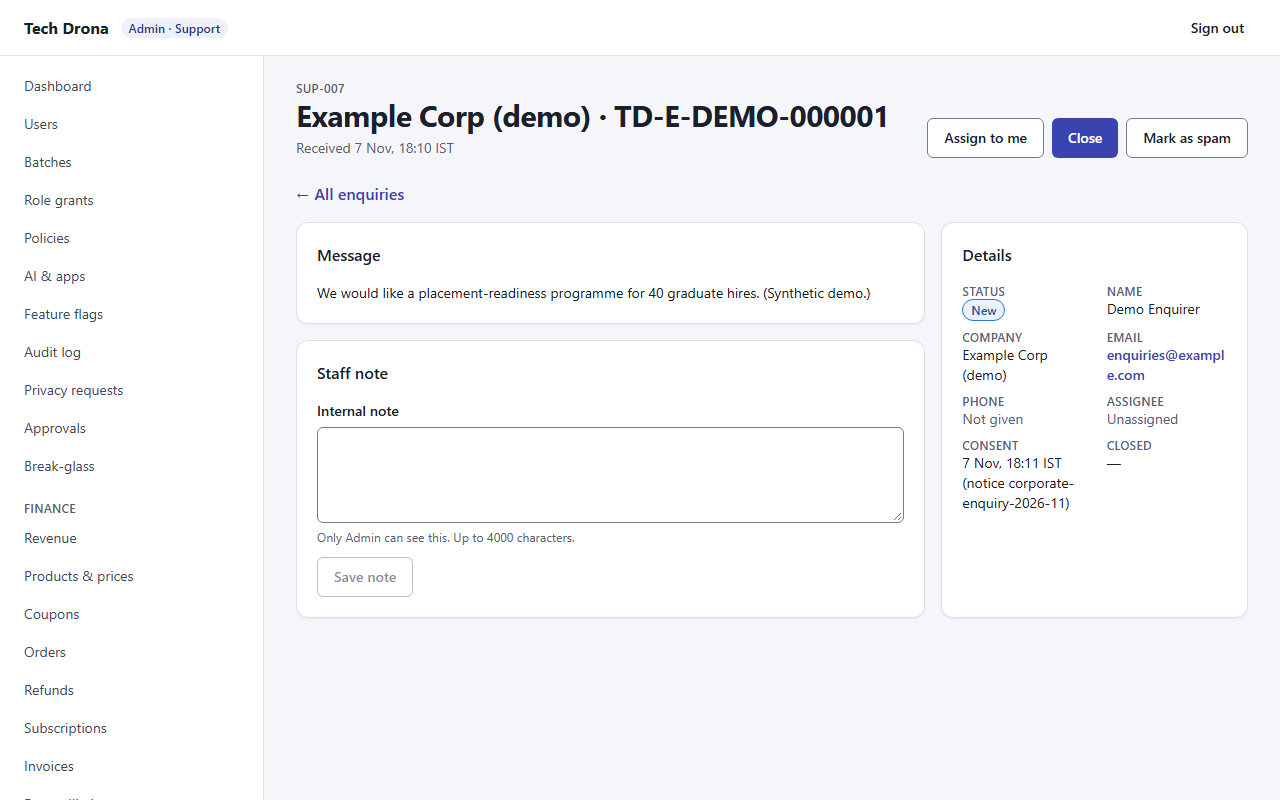 Tech Drona
Admin · Support
Sign out
Dashboard
Users
Batches
Role grants
Policies
AI & apps
Feature flags
Audit log
Privacy requests
Approvals
Break-glass
FINANCE
Revenue
Products & prices
Coupons
Orders
Refunds
Subscriptions
Invoices
SUP-007
Example Corp (demo) · TD-E-DEMO-000001
Received 7 Nov, 18:10 IST
Assign to me
Close
Mark as spam
← All enquiries
Message
We would like a placement-readiness programme for 40 graduate hires. (Synthetic demo.)
Staff note
Internal note
Only Admin can see this. Up to 4000 characters.
Save note
Details
STATUS
New
NAME
Demo Enquirer
COMPANY
Example Corp
(demo)
EMAIL
enquiries@exampl
e.com
PHONE
Not given
ASSIGNEE
Unassigned
CONSENT
7 Nov, 18:11 IST
(notice corporate-
enquiry-2026-11)
CLOSED
—